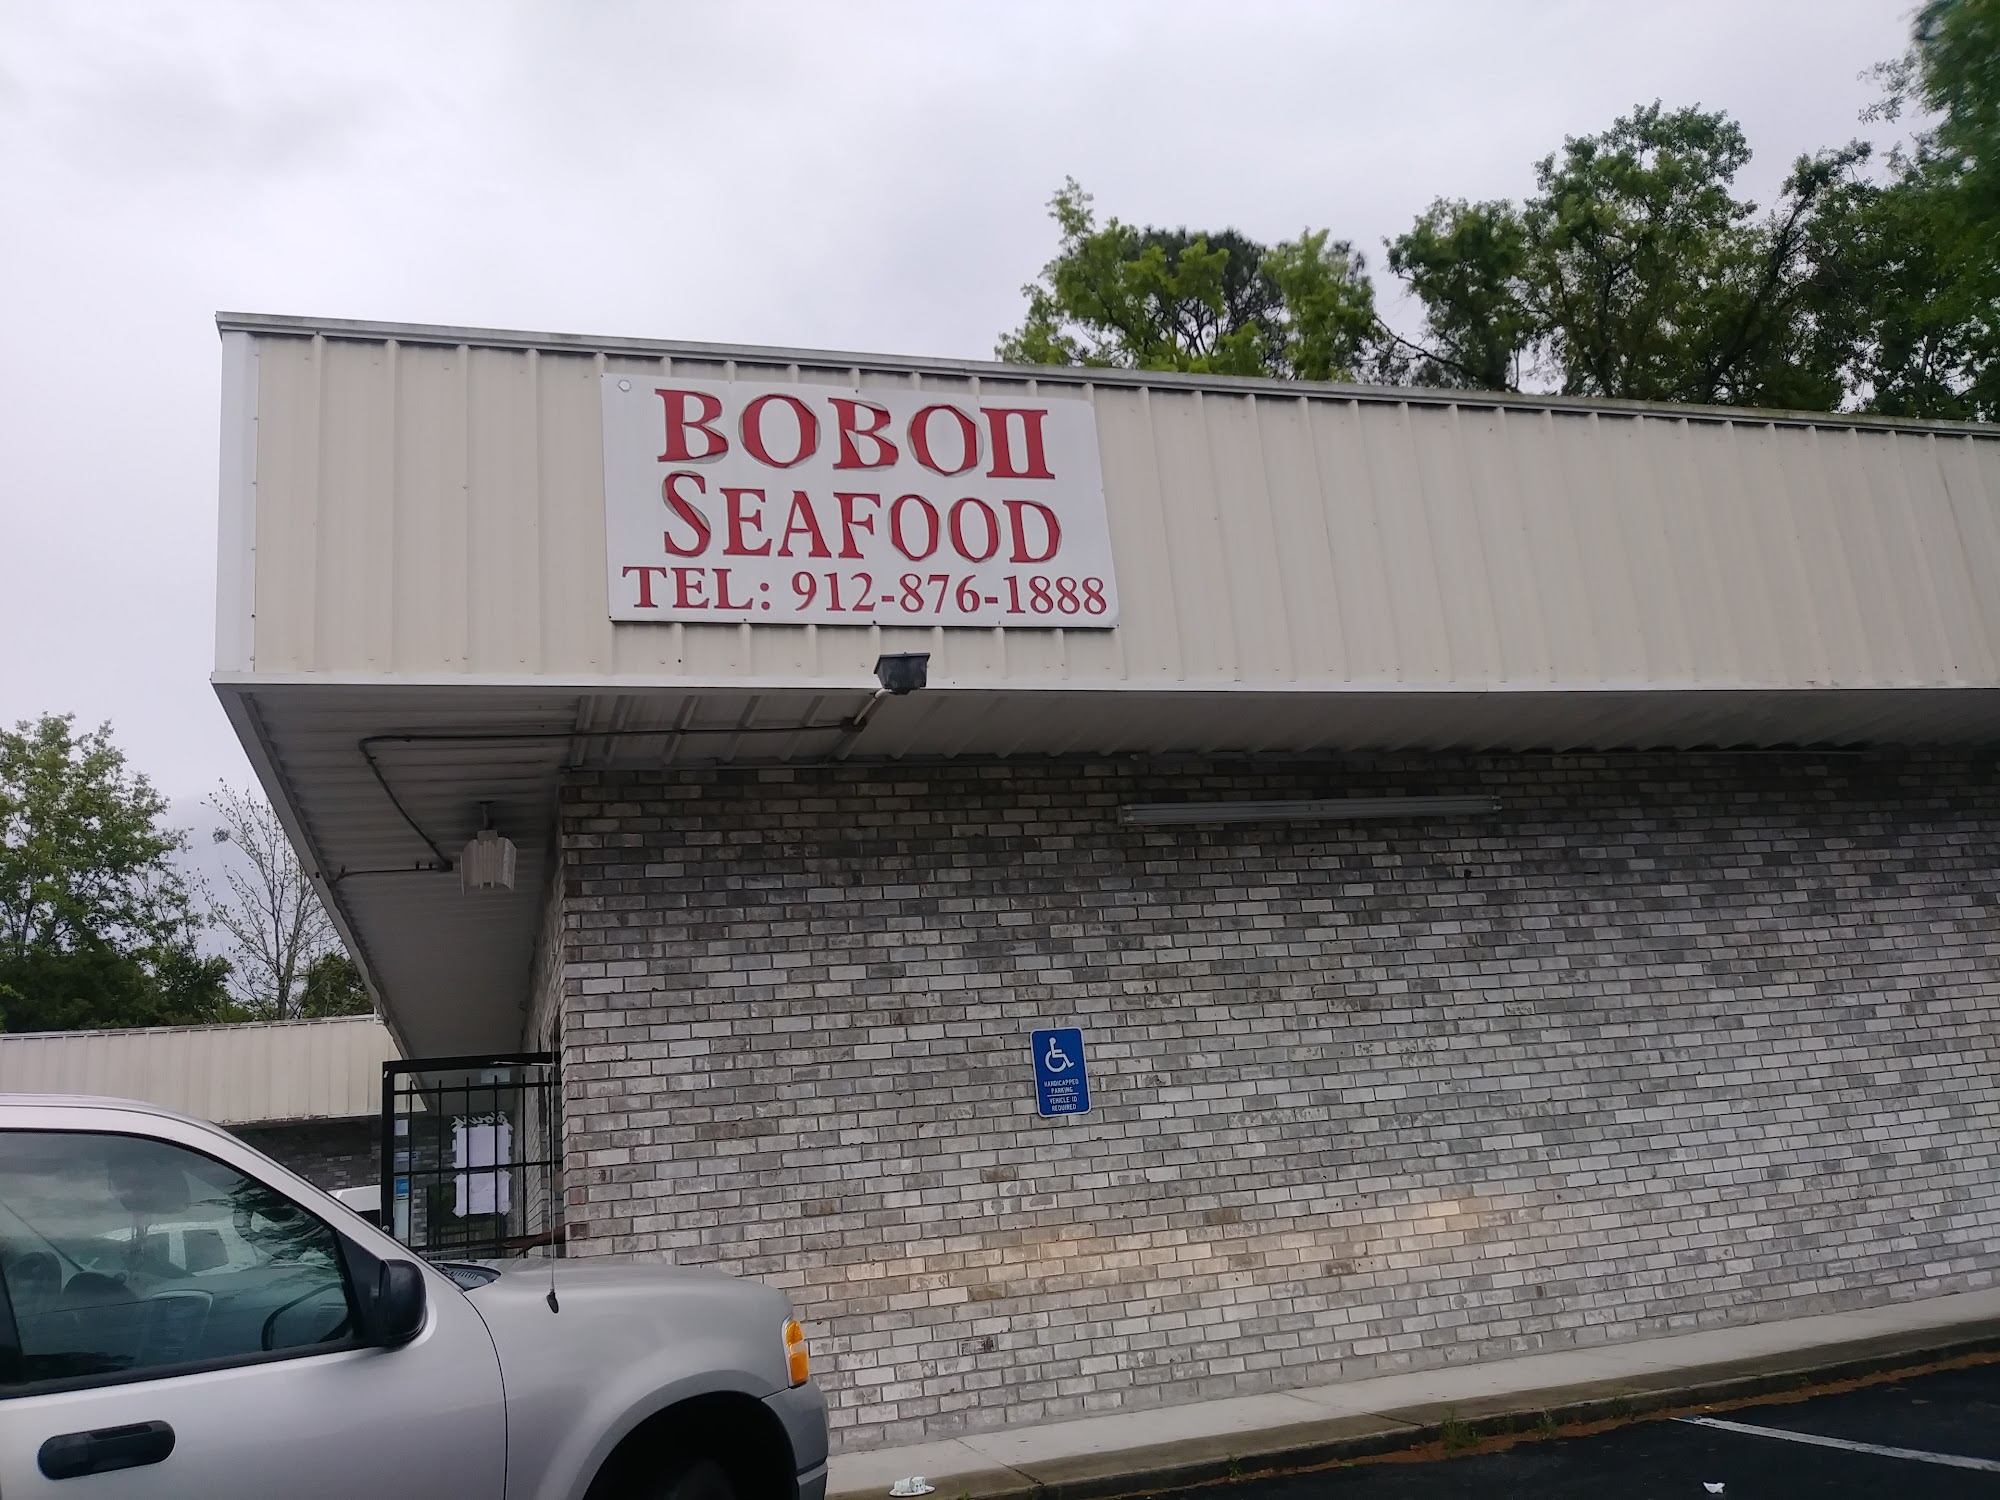 BOBO II
SEAFOOD
TEL: 912-876-1888
HANDICAPPED
PARKING
VEHICLE ID
REQUIRED